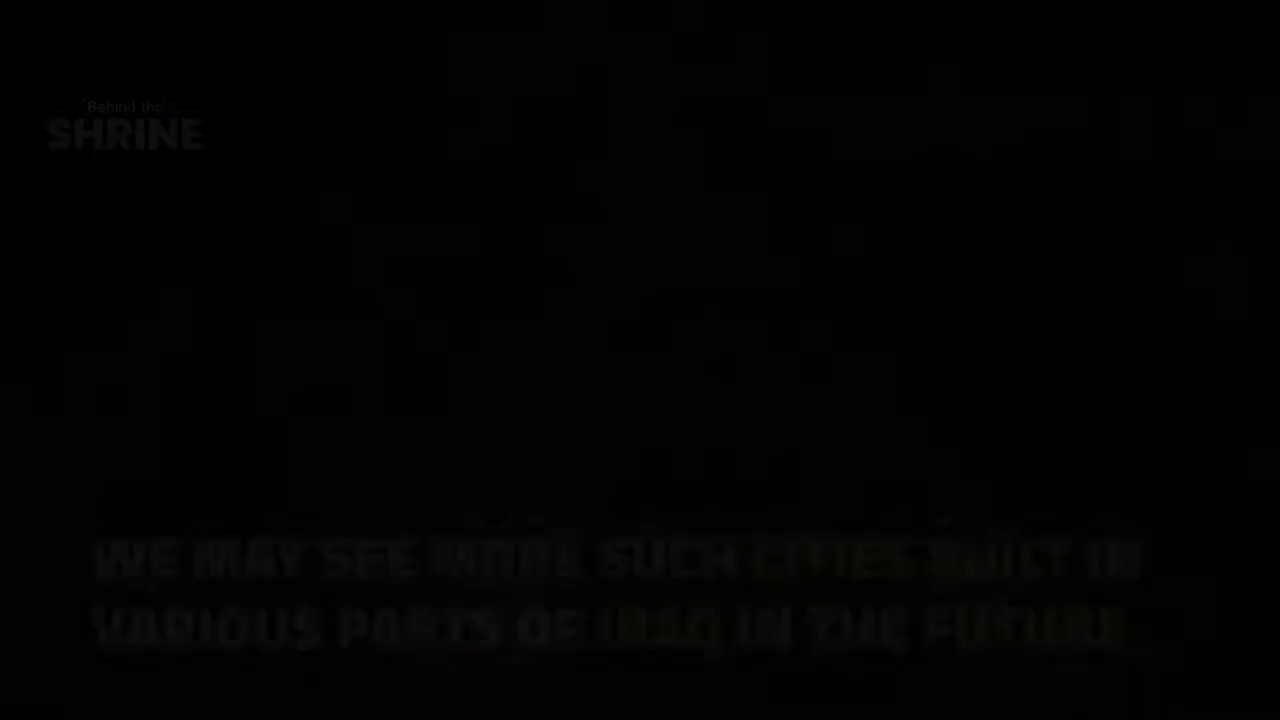 Behind the
SHRINE
WE MAY SEE MORE SUCH CITIES BUILT IN
VARIOUS PARTS OF IRAQ IN THE FUTURE